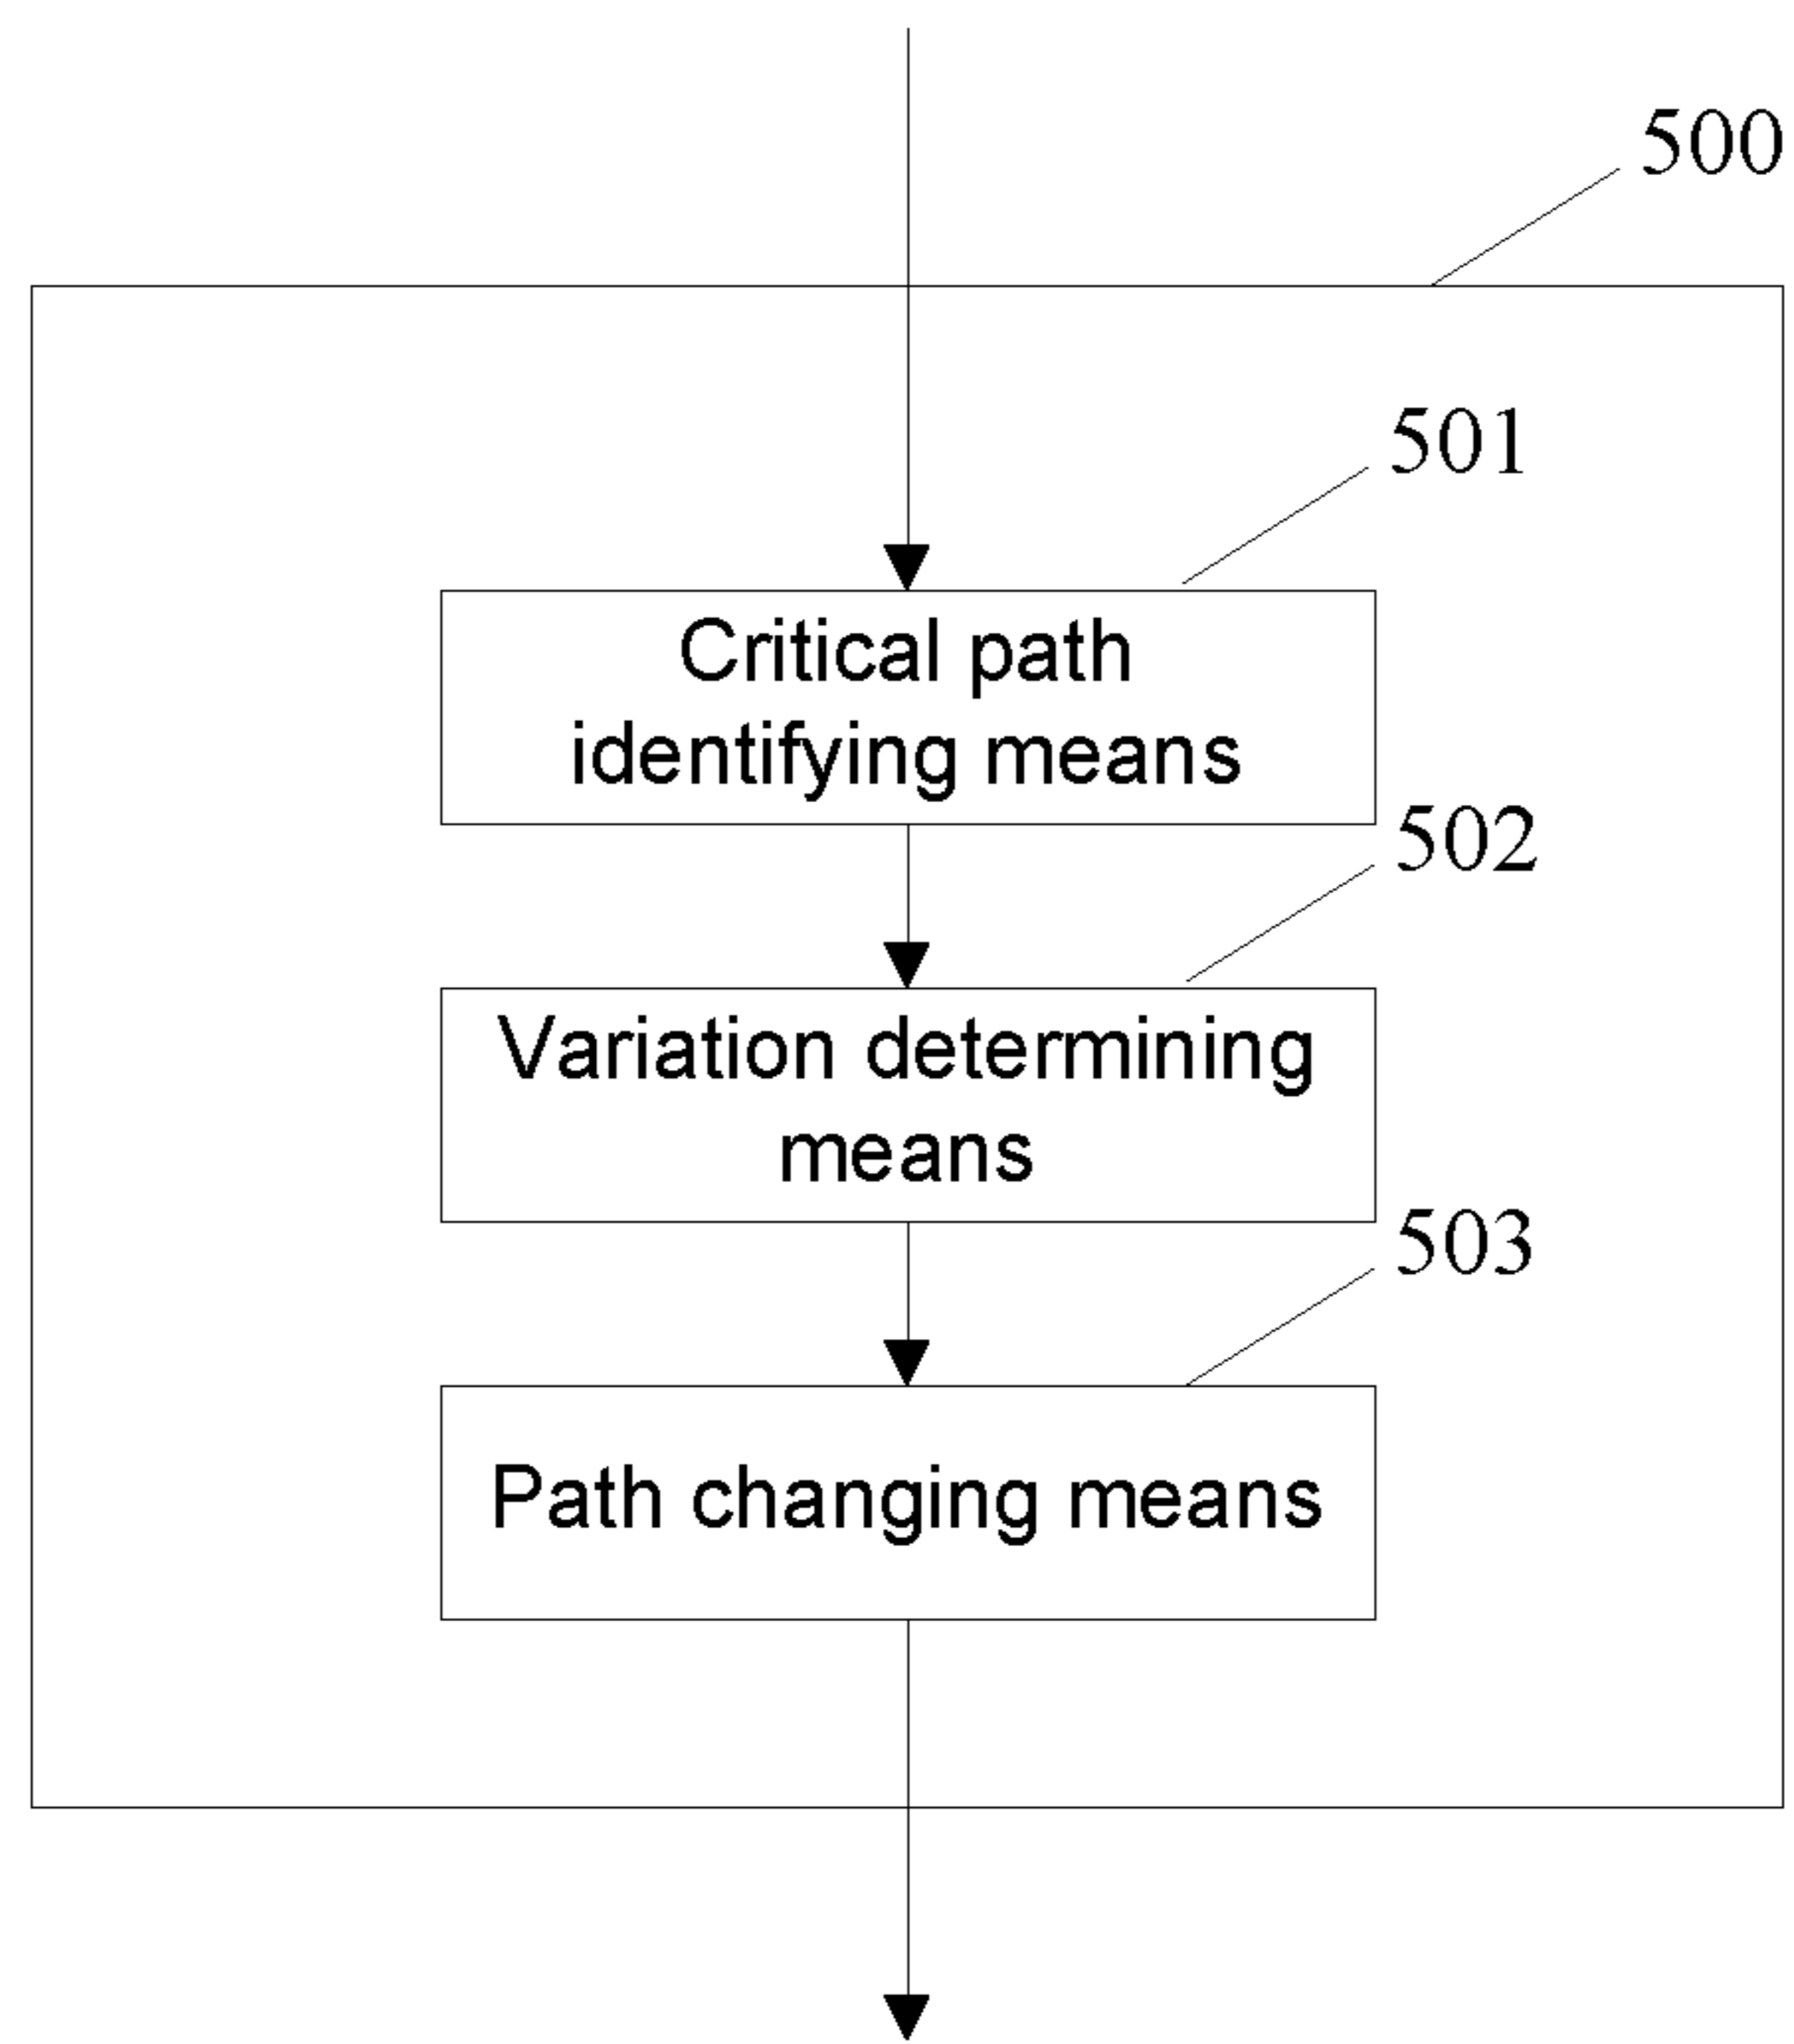 500
501
Critical path
identifying means
502
Variation determining
means
503
Path changing means